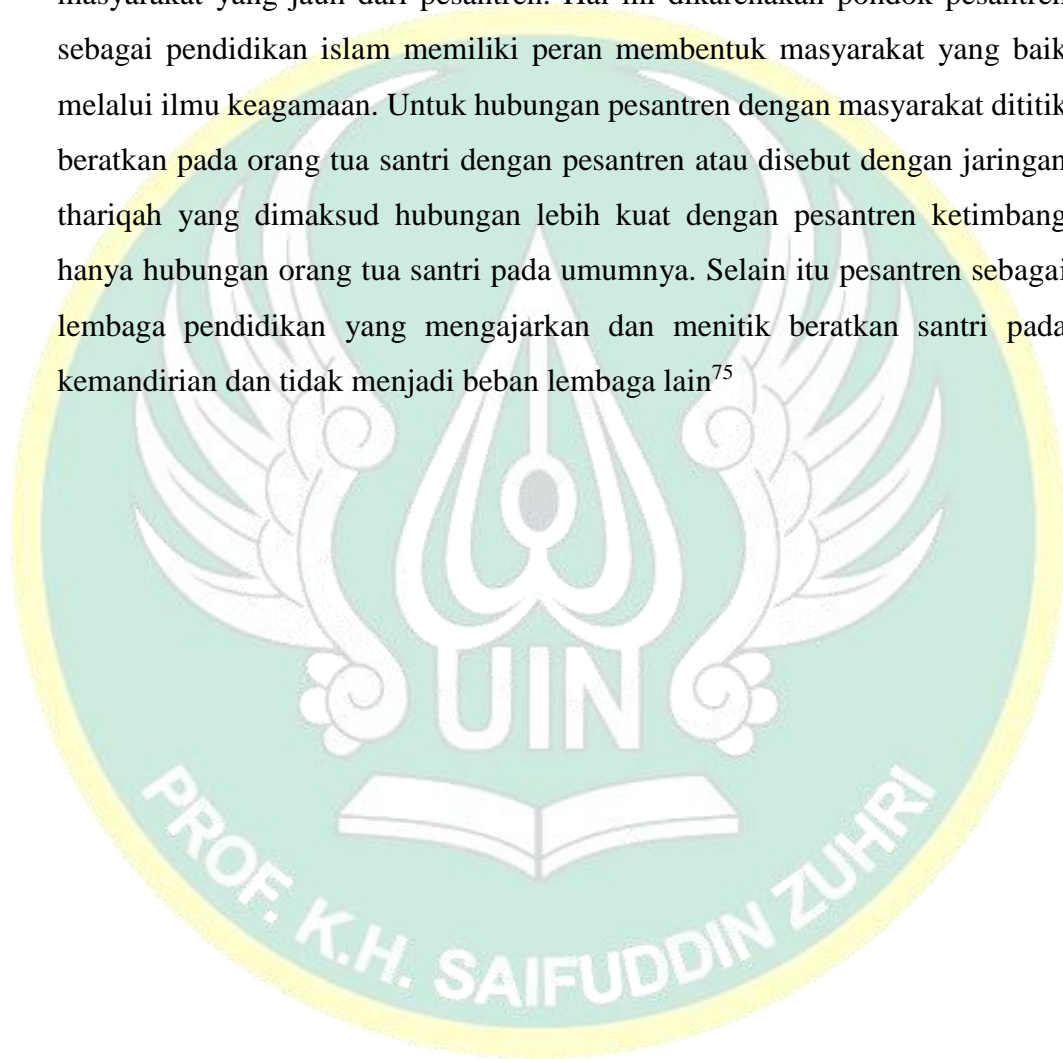 masyarakat yang jauh dari pesantren. Hal ini dikarenakan pondok pesantren
sebagai pendidikan islam memiliki peran membentuk masyarakat yang baik
melalui ilmu keagamaan. Untuk hubungan pesantren dengan masyarakat dititik
beratkan pada orang tua santri dengan pesantren atau disebut dengan jaringan
thariqah yang dimaksud hubungan lebih kuat dengan pesantren ketimbang
hanya hubungan orang tua santri pada umumnya. Selain itu pesantren sebagai
lembaga pendidikan yang mengajarkan dan menitik beratkan santri pada
kemandirian dan tidak menjadi beban lembaga lain75
UIN
PROF. K.H. SAIFUDDIN ZUHRI